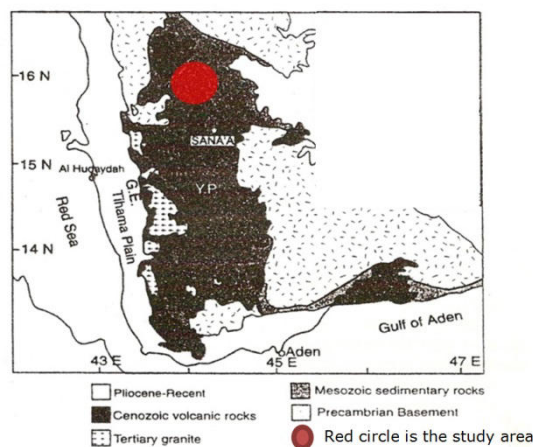 16 N
SANA'A
15 N
Al Hudaydah
Y.P.
G.E.
Tihama Plain
Red Sea
14 N
Gulf of Aden
Aden
43 E
45 E
47 E
Pliocene-Recent
Cenozoic volcanic rocks
Tertiary granite
Mesozoic sedimentary rocks
Precambrian Basement
Red circle is the study area